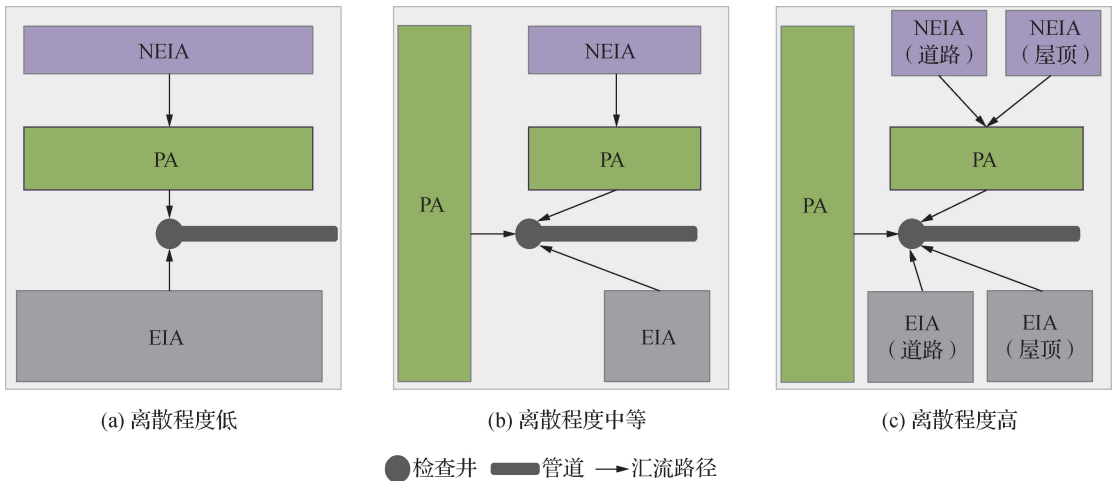 NEIA
PA
EIA
(a) 离散程度低
NEIA
PA
PA
EIA
(b) 离散程度中等
NEIA
（道路）
NEIA
（屋顶）
PA
PA
EIA
（道路）
EIA
（屋顶）
(c) 离散程度高
检查井 管道 汇流路径